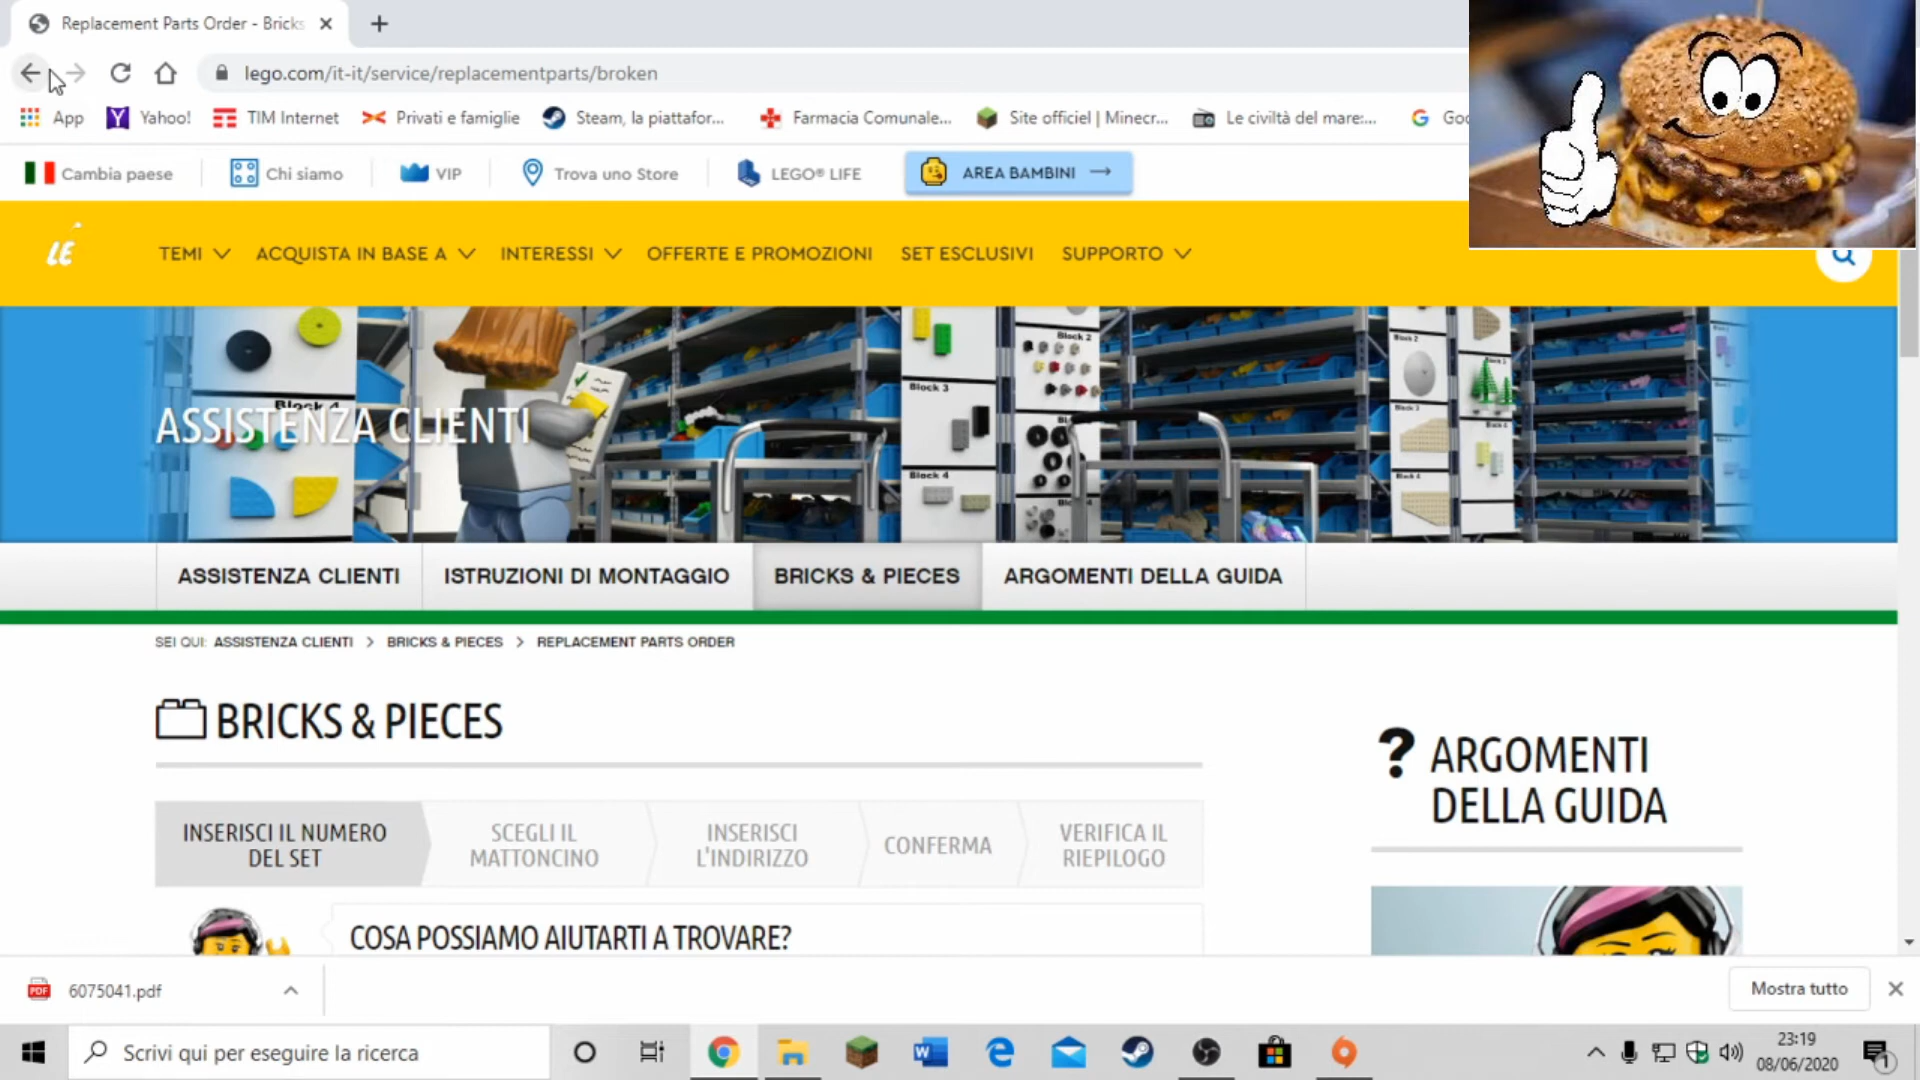 Replacement Parts Order - Bricks
lego.com/it-it/service/replacementparts/broken
App
Yahoo!
TIM Internet
Privati e famiglie
Steam, la piattafor...
Farmacia Comunale...
Site officiel | Minecr...
Le civiltà del mare:...
Cambia paese
Chi siamo
VIP
Trova uno Store
LEGO® LIFE
AREA BAMBINI
LE
TEMI
ACQUISTA IN BASE A
INTERESSI
OFFERTE E PROMOZIONI
SET ESCLUSIVI
SUPPORTO
Block 2
Block 3
Block 4
Block 4
ASSISTENZA CLIENTI
ASSISTENZA CLIENTI
ISTRUZIONI DI MONTAGGIO
BRICKS & PIECES
ARGOMENTI DELLA GUIDA
SEI QUI: ASSISTENZA CLIENTI > BRICKS & PIECES > REPLACEMENT PARTS ORDER
BRICKS & PIECES
? ARGOMENTI
DELLA GUIDA
INSERISCI IL NUMERO
DEL SET
SCEGLI IL
MATTONCINO
INSERISCI
L'INDIRIZZO
CONFERMA
VERIFICA IL
RIEPILOGO
COSA POSSIAMO AIUTARTI A TROVARE?
PDF
6075041.pdf
Mostra tutto
Scrivi qui per eseguire la ricerca
23:19
08/06/2020
1